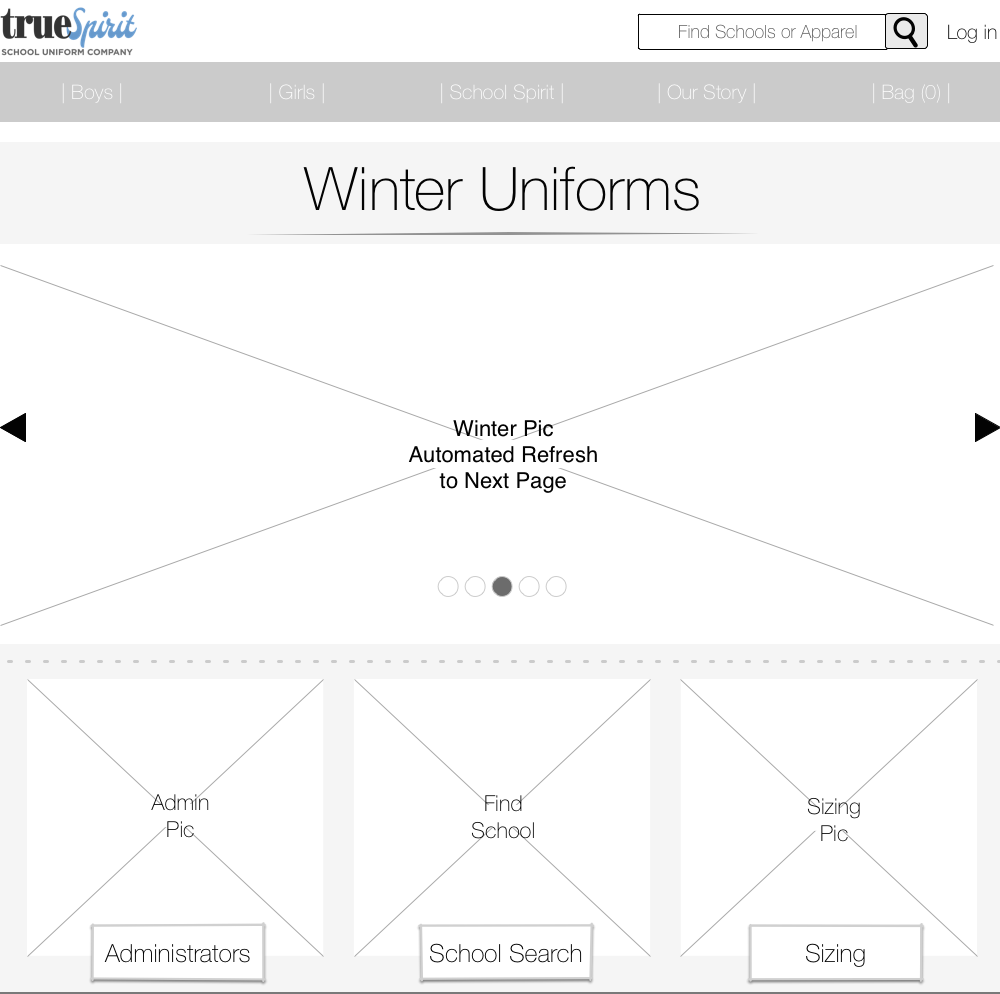 trueSpirit
SCHOOL UNIFORM COMPANY
Find Schools or Apparel
Log in
| Boys |
| Girls |
| School Spirit |
| Our Story |
| Bag (0) |
Winter Uniforms
Winter Pic
Automated Refresh
to Next Page
Admin
Pic
Find
School
Sizing
Pic
Administrators
School Search
Sizing